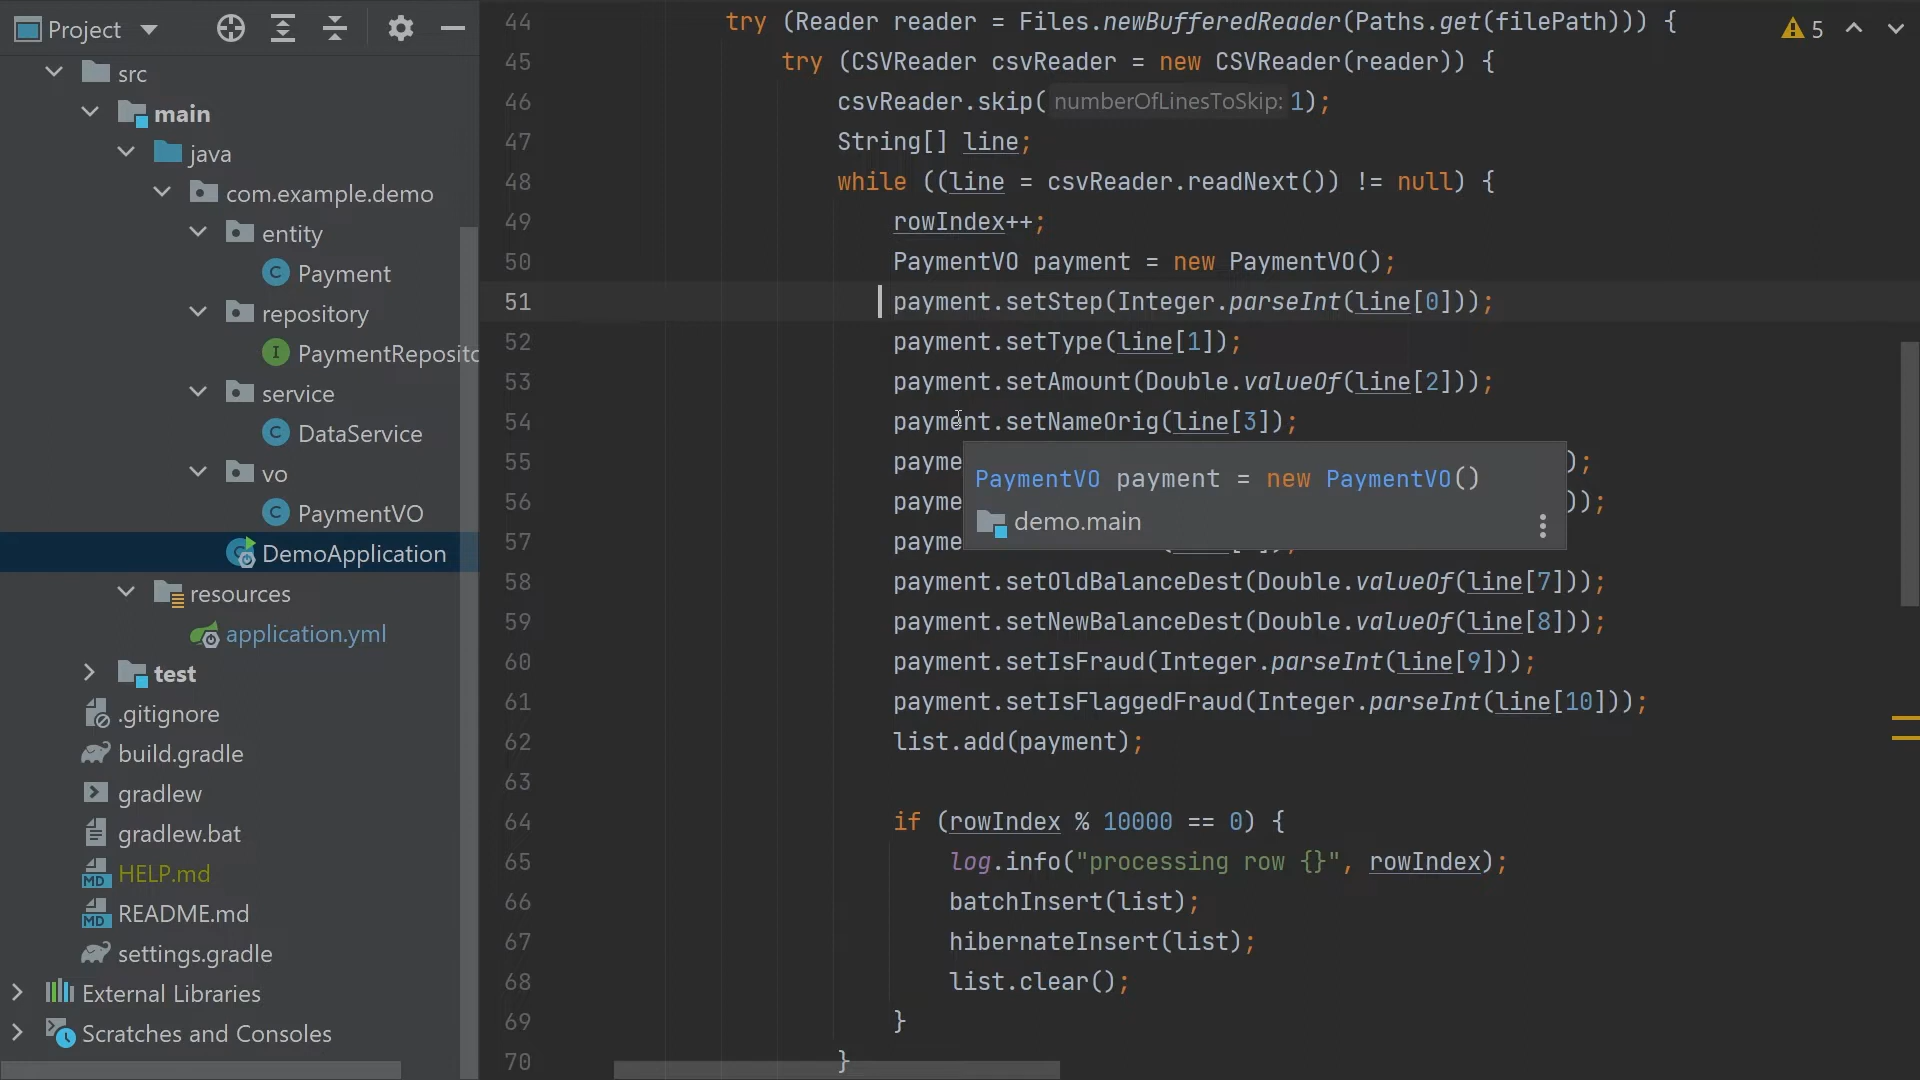 Project
src
main
java
com.example.demo
entity
Payment
repository
PaymentReposito
service
DataService
vo
PaymentVO
DemoApplication
resources
application.yml
test
.gitignore
build.gradle
gradlew
gradlew.bat
HELP.md
README.md
settings.gradle
External Libraries
Scratches and Consoles
5
44 try (Reader reader = Files.newBufferedReader(Paths.get(filePath))) {
45 try (CSVReader csvReader = new CSVReader(reader)) {
46 csvReader.skip( numberOfLinesToSkip: 1);
47 String[] line;
48 while ((line = csvReader.readNext()) != null) {
49 rowIndex++;
50 PaymentVO payment = new PaymentVO();
51 payment.setStep(Integer.parseInt(line[0]));
52 payment.setType(line[1]);
53 payment.setAmount(Double.valueOf(line[2]));
54 payment.setNameOrig(line[3]);
55 payme );
56 payme ));
57 payme
PaymentVO payment = new PaymentVO()
demo.main
58 payment.setOldBalanceDest(Double.valueOf(line[7]));
59 payment.setNewBalanceDest(Double.valueOf(line[8]));
60 payment.setIsFraud(Integer.parseInt(line[9]));
61 payment.setIsFlaggedFraud(Integer.parseInt(line[10]));
62 list.add(payment);
63
64 if (rowIndex % 10000 == 0) {
65 log.info("processing row {}", rowIndex);
66 batchInsert(list);
67 hibernateInsert(list);
68 list.clear();
69 }
70 }